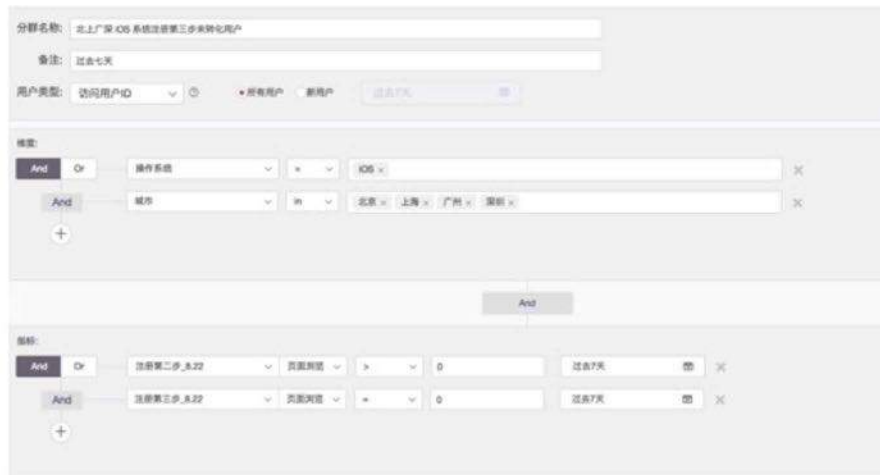 分群名称: 北上广深 iOS 系统注册第三步未转化用户
备注: 过去七天
用户类型: 访问用户ID 所有用户 新用户 过去7天
维度:
And Or 操作系统 = iOS ×
And 城市 in 北京 × 上海 × 广州 × 深圳 ×
And
指标:
And Or 注册第二步_8.22 页面浏览 > 0 过去7天
And 注册第三步_8.22 页面浏览 = 0 过去7天